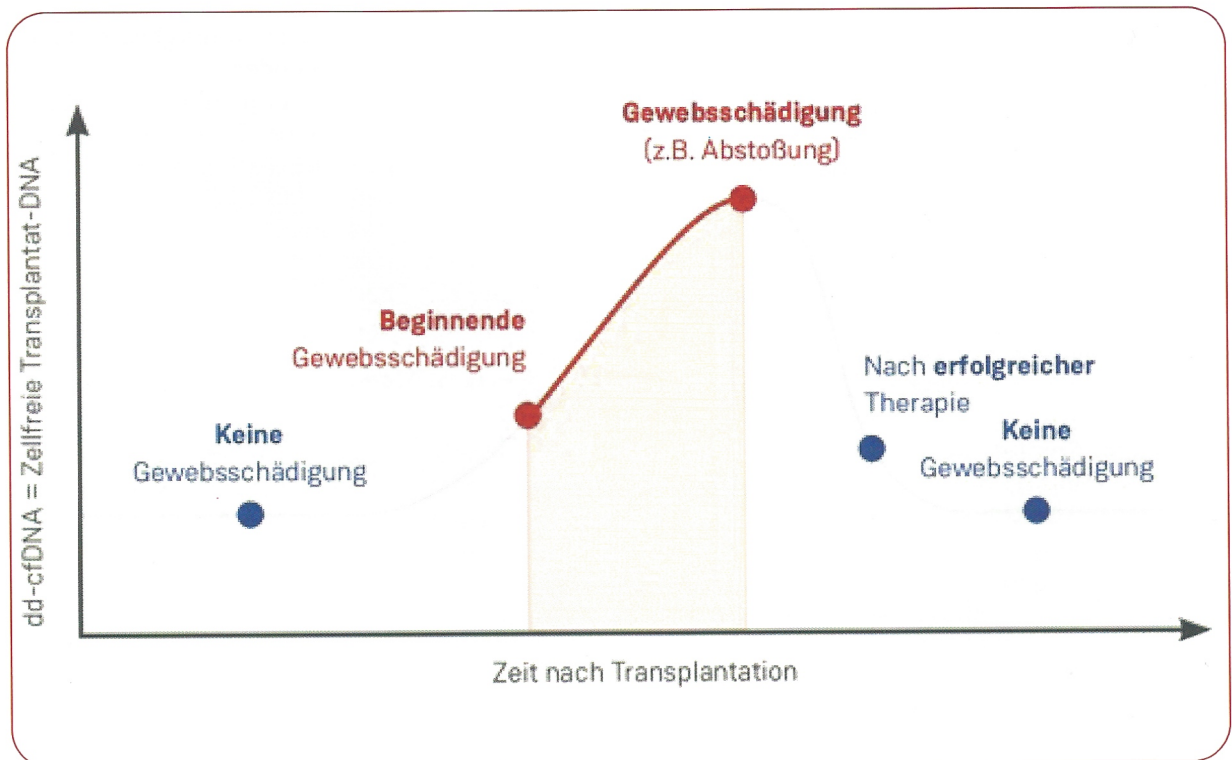 Gewebsschädigung
(z.B. Abstoßung)
Beginnende
Gewebsschädigung
Keine
Gewebsschädigung
Nach erfolgreicher
Therapie
Keine
Gewebsschädigung
dd-cfDNA = Zellfreie Transplantat-DNA
Zeit nach Transplantation